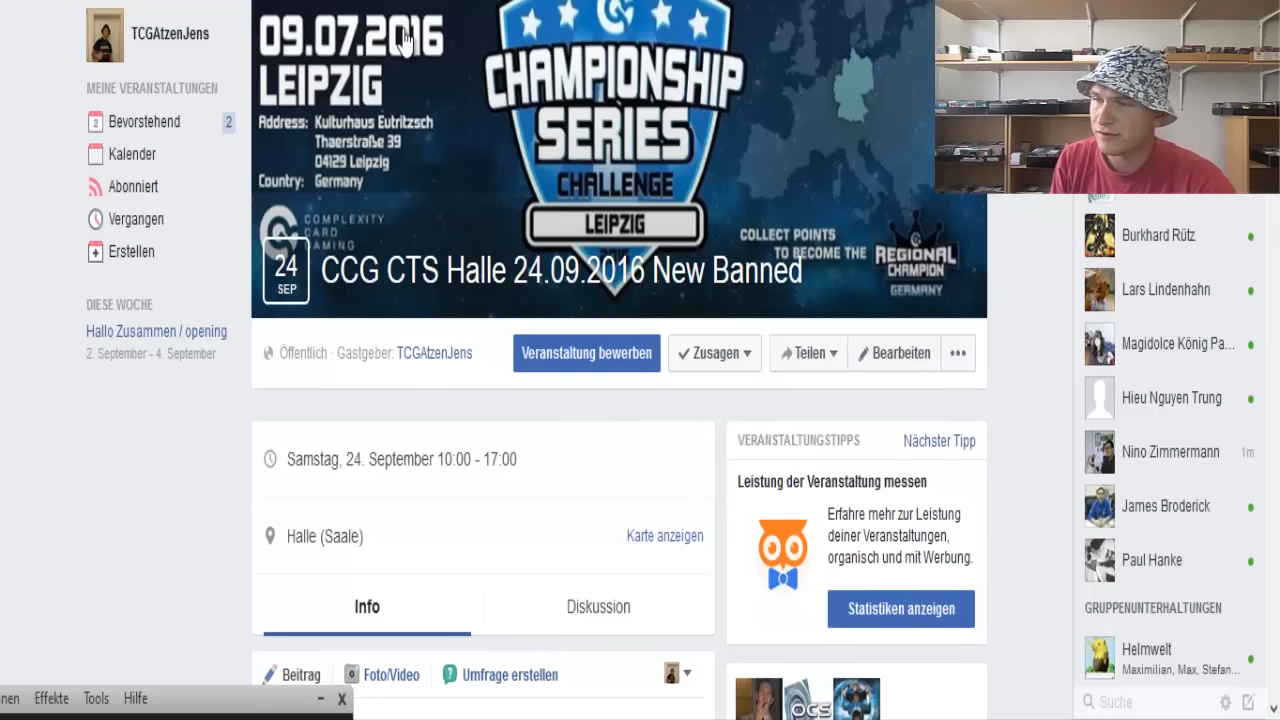 TCGAtzenJens
MEINE VERANSTALTUNGEN
2 Bevorstehend 2
Kalender
Abonniert
Vergangen
Erstellen
DIESE WOCHE
Hallo Zusammen / opening
2. September - 4. September
09.07.2016
LEIPZIG
Address: Kulturhaus Eutritzsch
Thaerstraße 39
04129 Leipzig
Country: Germany
COMPLEXITY
CARD
GAMING
CHAMPIONSHIP
SERIES
CHALLENGE
LEIPZIG
COLLECT POINTS
TO BECOME THE
REGIONAL
CHAMPION
GERMANY
24
SEP
CCG CTS Halle 24.09.2016 New Banned
Öffentlich · Gastgeber: TCGAtzenJens
Veranstaltung bewerben
Zusagen
Teilen
Bearbeiten
Samstag, 24. September 10:00 - 17:00
Halle (Saale)
Karte anzeigen
Info
Diskussion
Beitrag
Foto/Video
Umfrage erstellen
VERANSTALTUNGSTIPPS
Nächster Tipp
Leistung der Veranstaltung messen
Erfahre mehr zur Leistung
deiner Veranstaltungen,
organisch und mit Werbung.
Statistiken anzeigen
OCS
Burkhard Rütz
Lars Lindenhahn
Magidolce König Pa...
Hieu Nguyen Trung
Nino Zimmermann 1m
James Broderick
Paul Hanke
GRUPPENUNTERHALTUNGEN
Helmwelt
Maximilian, Max, Stefan...
Suche
Effekte Tools Hilfe